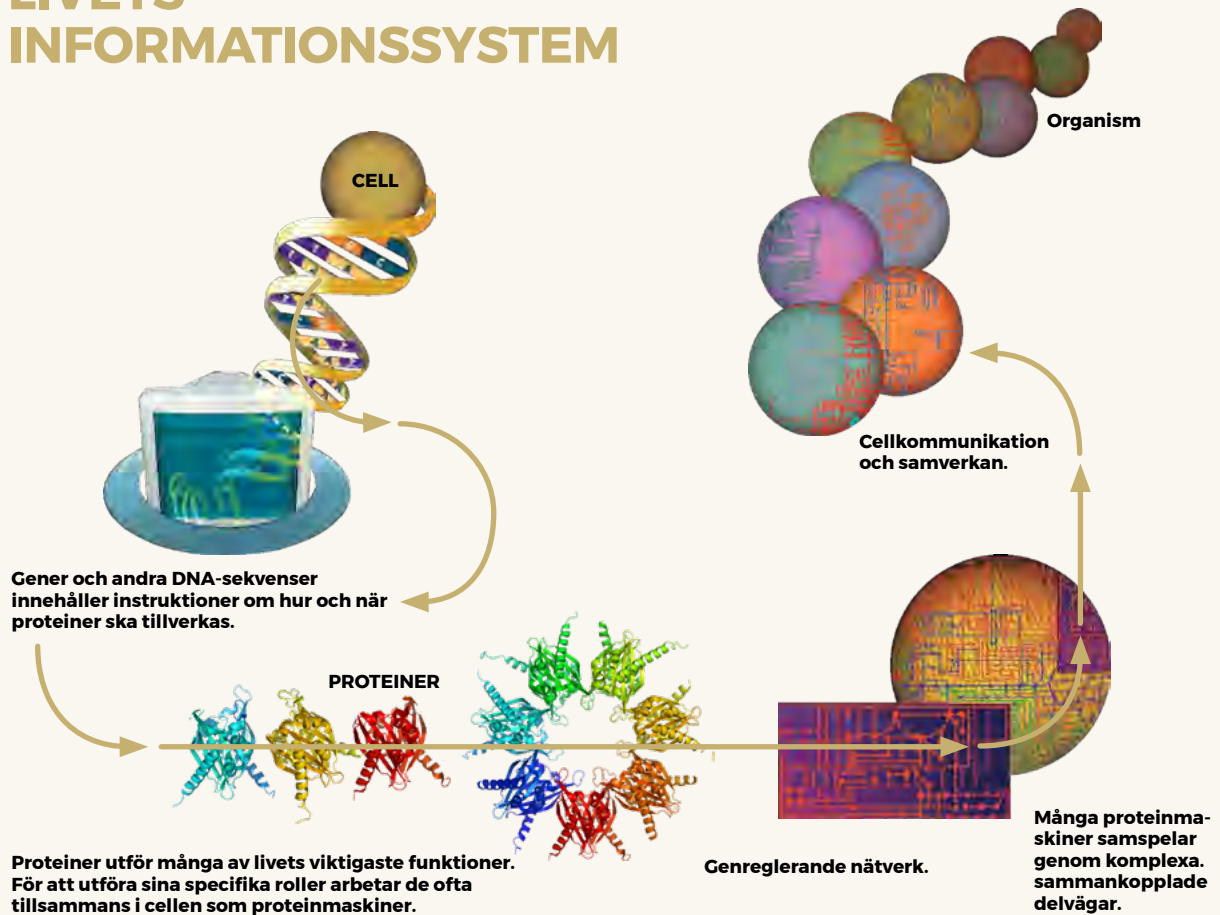 LIVETS
INFORMATIONSSYSTEM
CELL
Organism
Cellkommunikation
och samverkan.
Gener och andra DNA-sekvenser
innehåller instruktioner om hur och när
proteiner ska tillverkas.
PROTEINER
Proteiner utför många av livets viktigaste funktioner.
För att utföra sina specifika roller arbetar de ofta
tillsammans i cellen som proteinmaskiner.
Genreglerande nätverk.
Många proteinma-
skiner samspelar
genom komplexa.
sammankopplade
delvägar.